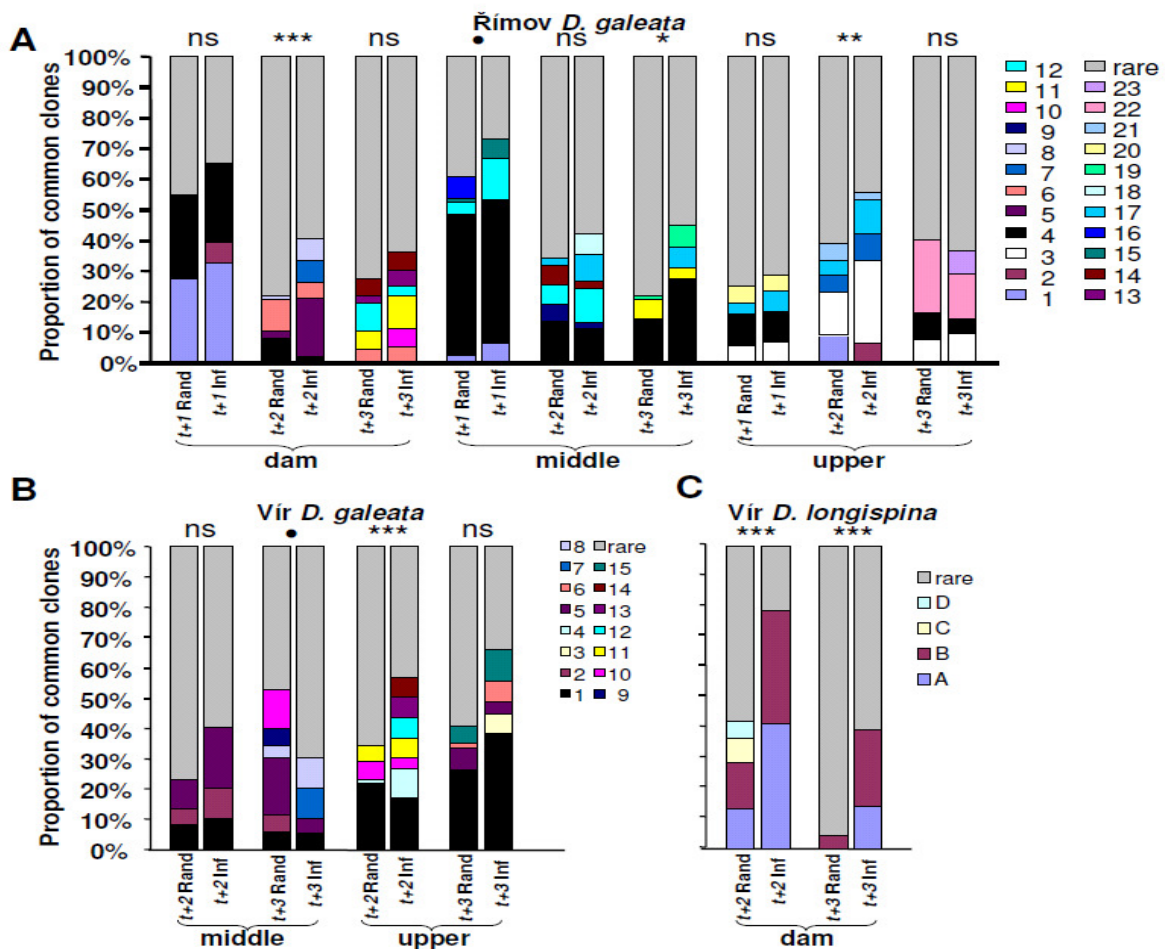 A
Římov D. galeata
ns *** ns • ns * ns ** ns
Proportion of common clones
100%
90%
80%
70%
60%
50%
40%
30%
20%
10%
0%
t+1 Rand t+1 Inf t+2 Rand t+2 Inf t+3 Rand t+3 Inf t+1 Rand t+1 Inf t+2 Rand t+2 Inf t+3 Rand t+3 Inf t+1 Rand t+1 Inf t+2 Rand t+2 Inf t+3 Rand t+3 Inf
dam middle upper
12 rare
11 23
10 22
9 21
8 20
7 19
6 18
5 17
4 16
3 15
2 14
1 13
B
Vír D. galeata
ns • *** ns
Proportion of common clones
100%
90%
80%
70%
60%
50%
40%
30%
20%
10%
0%
t+2 Rand t+2 Inf t+3 Rand t+3 Inf t+2 Rand t+2 Inf t+3 Rand t+3 Inf
middle upper
8 rare
7 15
6 14
5 13
4 12
3 11
2 10
1 9
C
Vír D. longispina
*** ***
t+2 Rand t+2 Inf t+3 Rand t+3 Inf
dam
rare
D
C
B
A